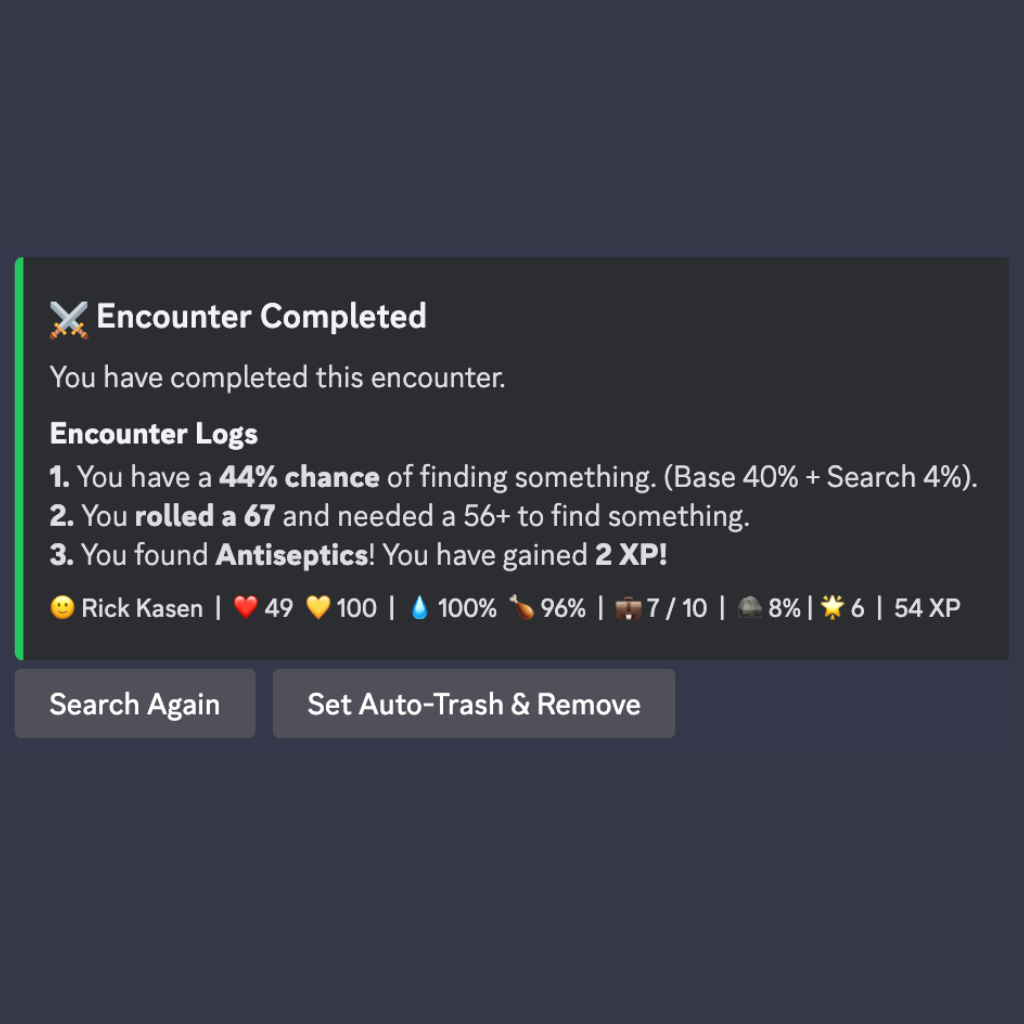 ⚔️ Encounter Completed
You have completed this encounter.
Encounter Logs
1. You have a 44% chance of finding something. (Base 40% + Search 4%).
2. You rolled a 67 and needed a 56+ to find something.
3. You found Antiseptics! You have gained 2 XP!
🙂 Rick Kasen | ❤️ 49 💛 100 | 💧 100% 🍗 96% | 💼 7 / 10 | 🪨 8% | 🌟 6 | 54 XP
Search Again
Set Auto-Trash & Remove